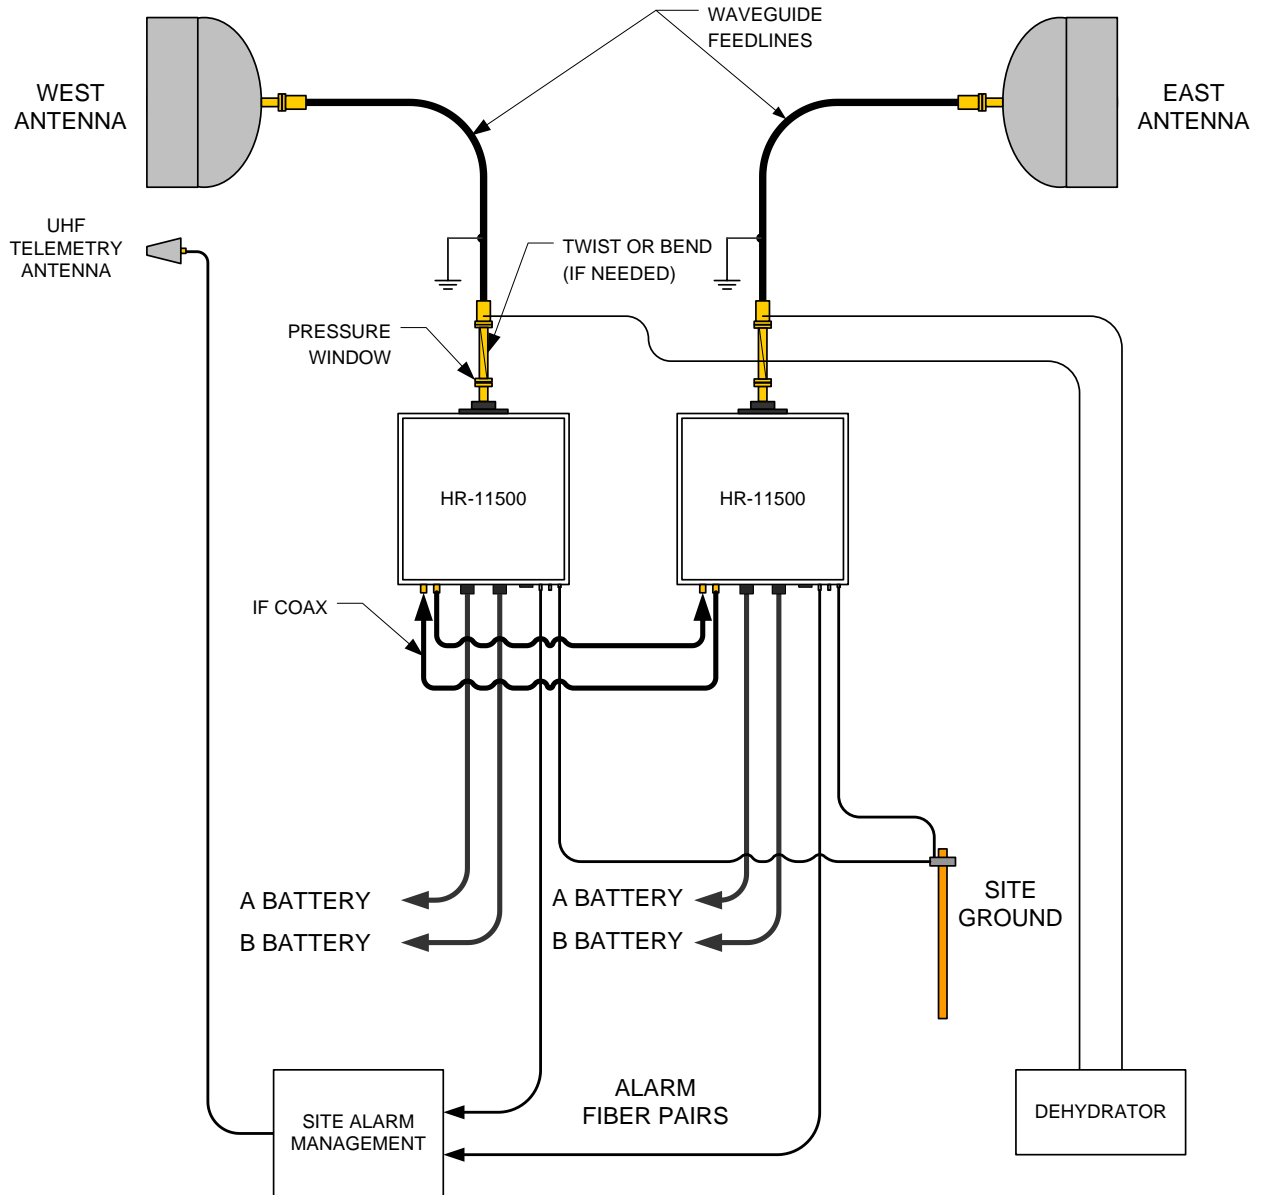 WAVEGUIDE
FEEDLINES
WEST
ANTENNA
EAST
ANTENNA
UHF
TELEMETRY
ANTENNA
TWIST OR BEND
(IF NEEDED)
PRESSURE
WINDOW
HR-11500
HR-11500
IF COAX
A BATTERY
B BATTERY
A BATTERY
B BATTERY
SITE
GROUND
ALARM
FIBER PAIRS
SITE ALARM
MANAGEMENT
DEHYDRATOR